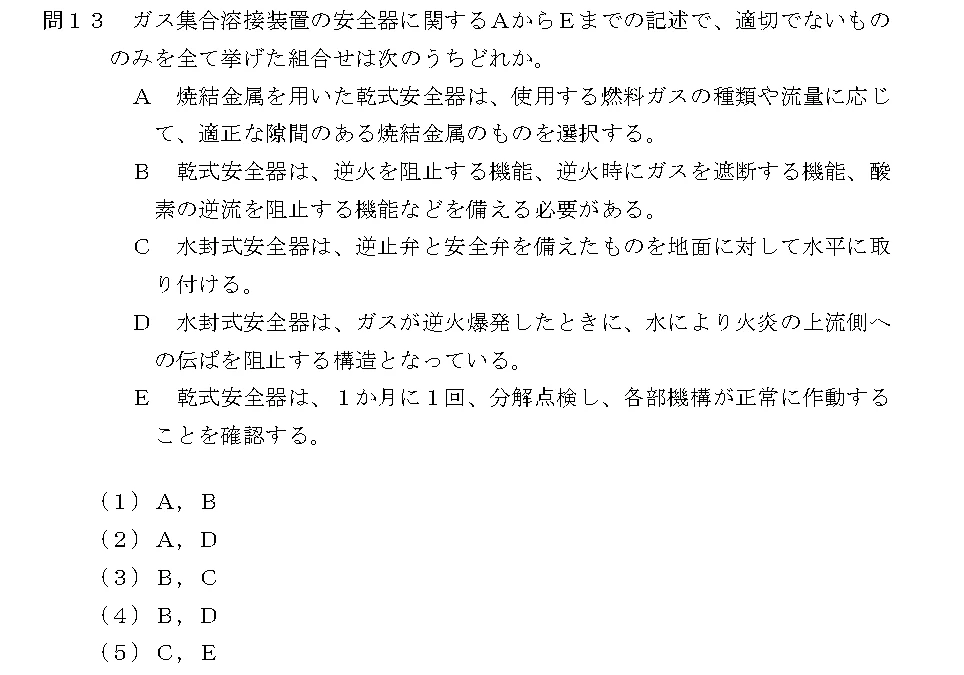 問１３　ガス集合溶接装置の安全器に関するＡからＥまでの記述で、適切でないもの
のみを全て挙げた組合せは次のうちどれか。
Ａ　焼結金属を用いた乾式安全器は、使用する燃料ガスの種類や流量に応じ
て、適正な隙間のある焼結金属のものを選択する。
Ｂ　乾式安全器は、逆火を阻止する機能、逆火時にガスを遮断する機能、酸
素の逆流を阻止する機能などを備える必要がある。
Ｃ　水封式安全器は、逆止弁と安全弁を備えたものを地面に対して水平に取
り付ける。
Ｄ　水封式安全器は、ガスが逆火爆発したときに、水により火炎の上流側へ
の伝ぱを阻止する構造となっている。
Ｅ　乾式安全器は、１か月に１回、分解点検し、各部機構が正常に作動する
ことを確認する。
（１）Ａ，Ｂ
（２）Ａ，Ｄ
（３）Ｂ，Ｃ
（４）Ｂ，Ｄ
（５）Ｃ，Ｅ